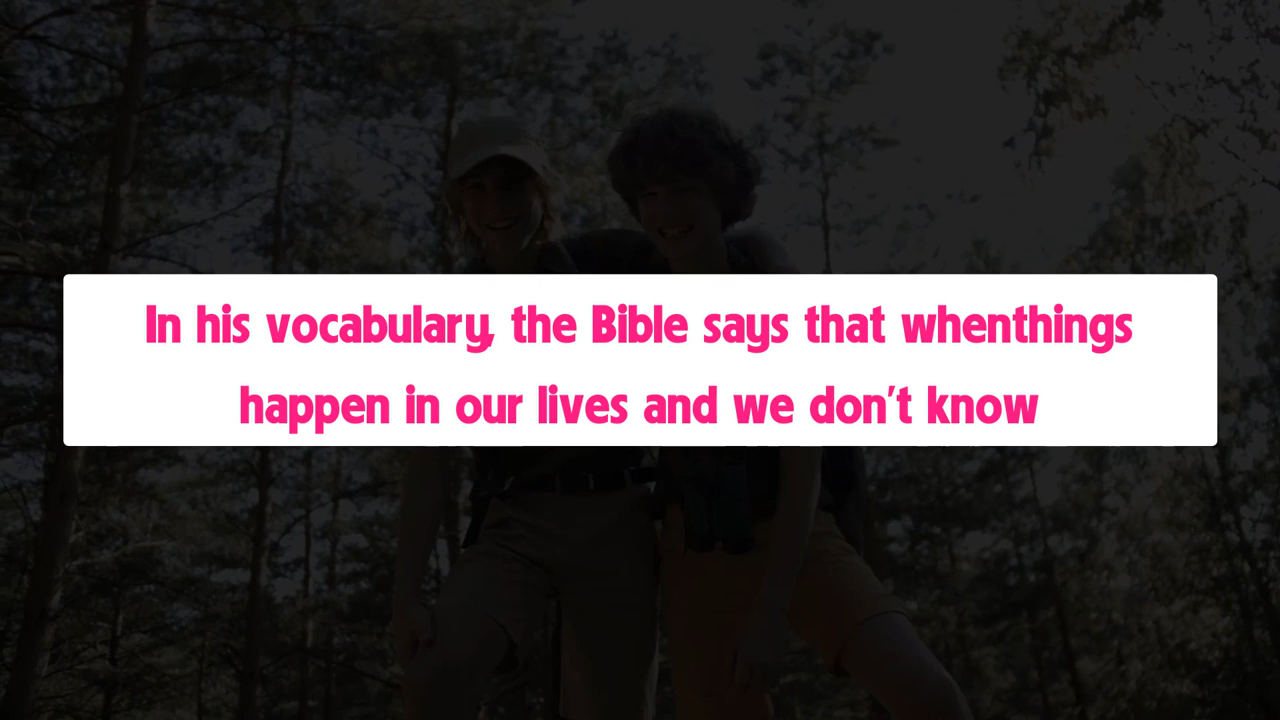 In his vocabulary, the Bible says that whenthings
happen in our lives and we don't know